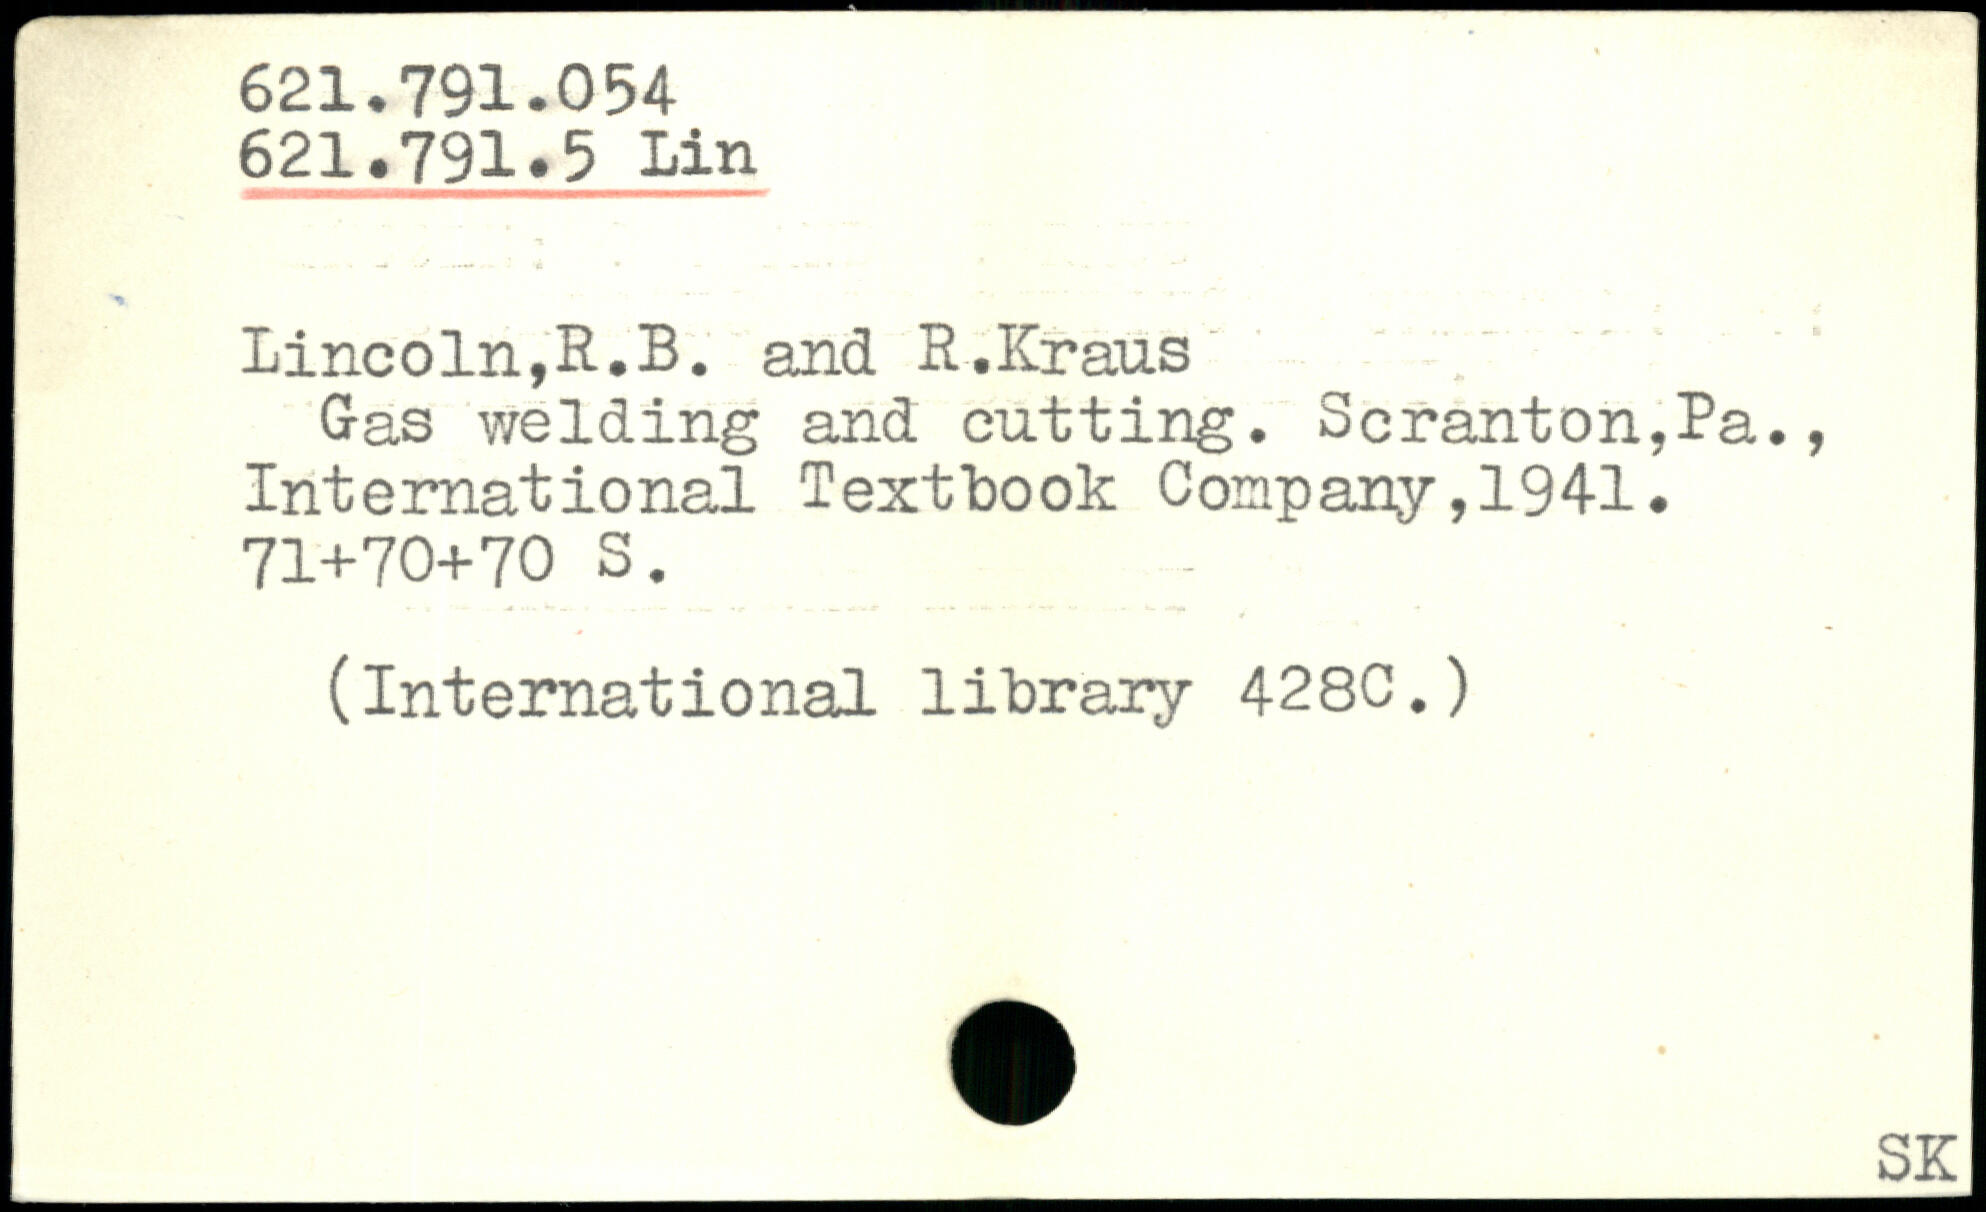 621.791.054
621.791.5 Lin
Lincoln,R.B. and R.Kraus
Gas welding and cutting. Scranton,Pa.,
International Textbook Company,1941.
71+70+70 S.
(International library 428C.)
SK